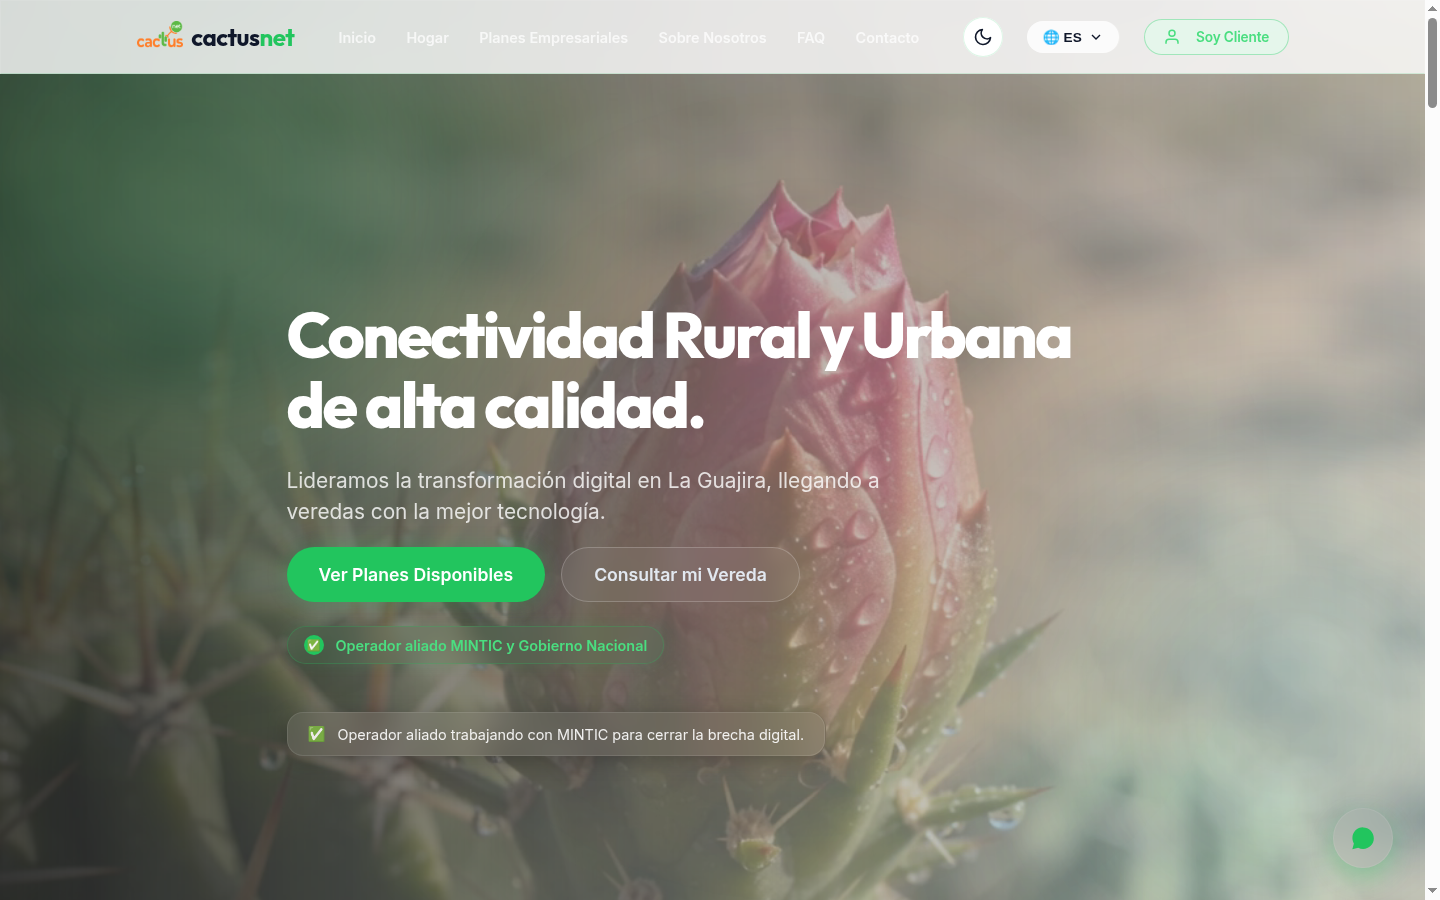 cactus
net
cactusnet
Inicio
Hogar
Planes Empresariales
Sobre Nosotros
FAQ
Contacto
ES
Soy Cliente
Conectividad Rural y Urbana
de alta calidad.
Lideramos la transformación digital en La Guajira, llegando a
veredas con la mejor tecnología.
Ver Planes Disponibles
Consultar mi Vereda
Operador aliado MINTIC y Gobierno Nacional
Operador aliado trabajando con MINTIC para cerrar la brecha digital.